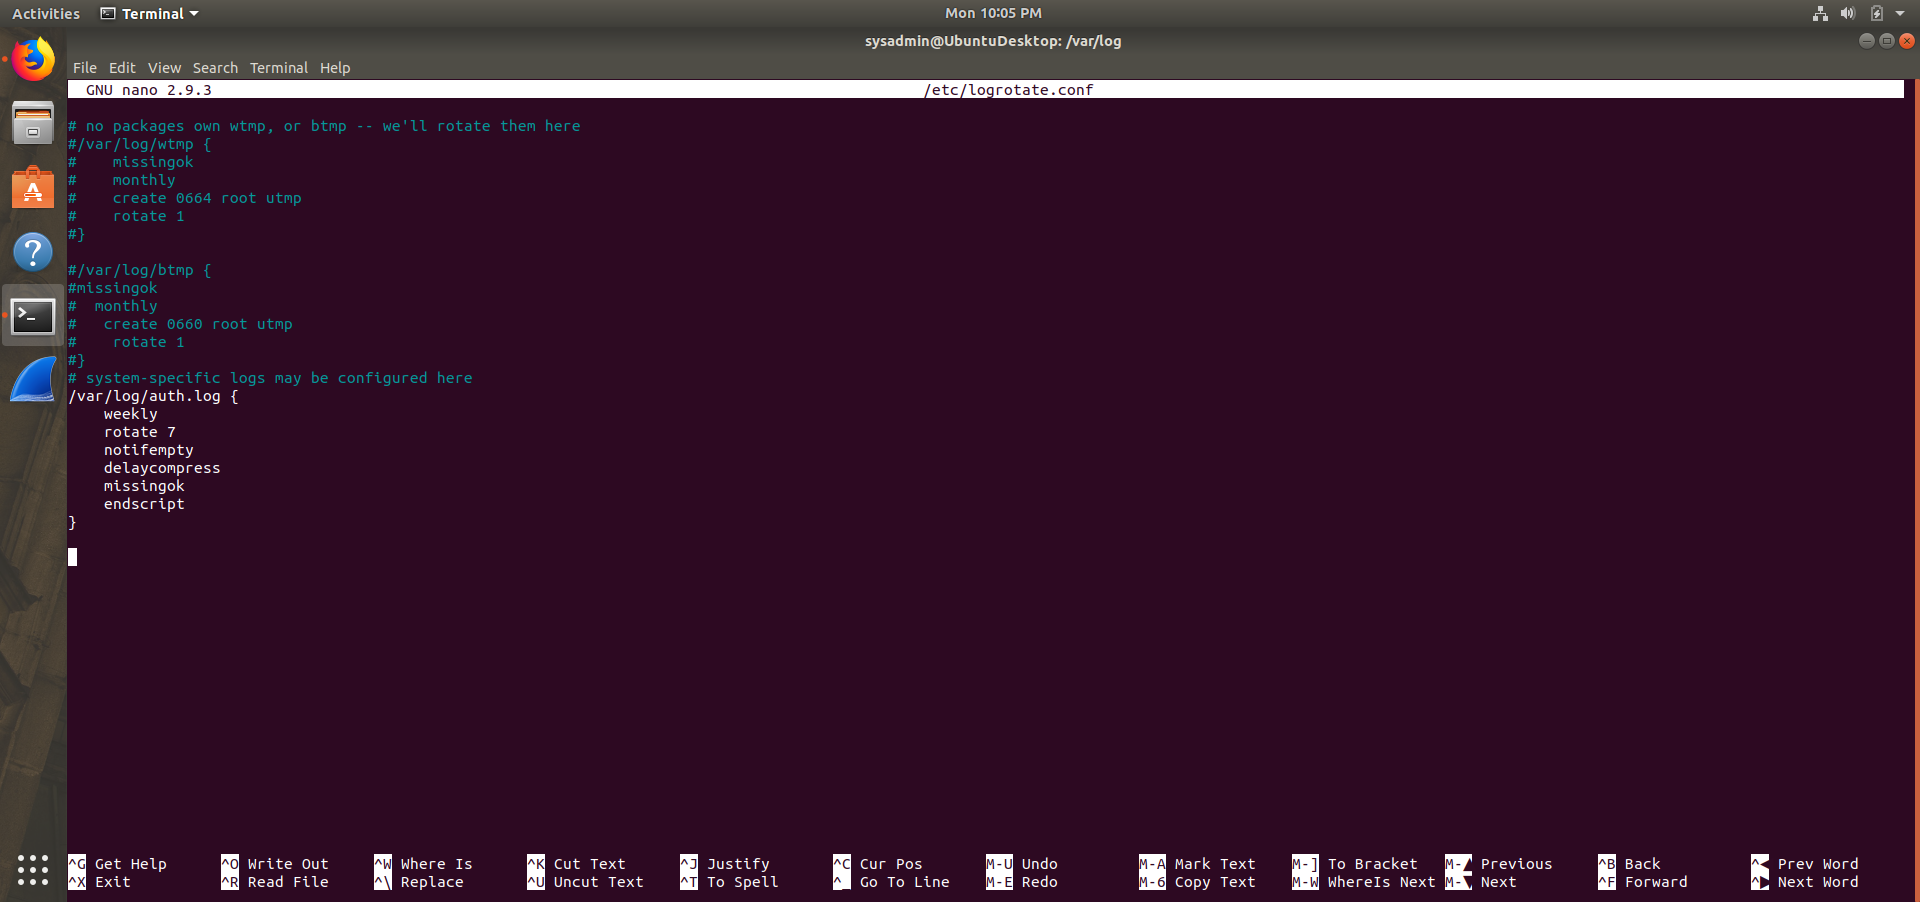 Activities Terminal Mon 10:05 PM
sysadmin@UbuntuDesktop: /var/log
File Edit View Search Terminal Help
GNU nano 2.9.3 /etc/logrotate.conf
# no packages own wtmp, or btmp -- we'll rotate them here
#/var/log/wtmp {
#    missingok
#    monthly
#    create 0664 root utmp
#    rotate 1
#}
#/var/log/btmp {
#missingok
#  monthly
#   create 0660 root utmp
#    rotate 1
#}
# system-specific logs may be configured here
/var/log/auth.log {
    weekly
    rotate 7
    notifempty
    delaycompress
    missingok
    endscript
}
^G Get Help ^O Write Out ^W Where Is ^K Cut Text ^J Justify ^C Cur Pos M-U Undo M-A Mark Text M-] To Bracket M-▲ Previous ^B Back ^◀ Prev Word
^X Exit ^R Read File ^\ Replace ^U Uncut Text ^T To Spell ^_ Go To Line M-E Redo M-6 Copy Text M-W WhereIs Next M-▼ Next ^F Forward ^▶ Next Word